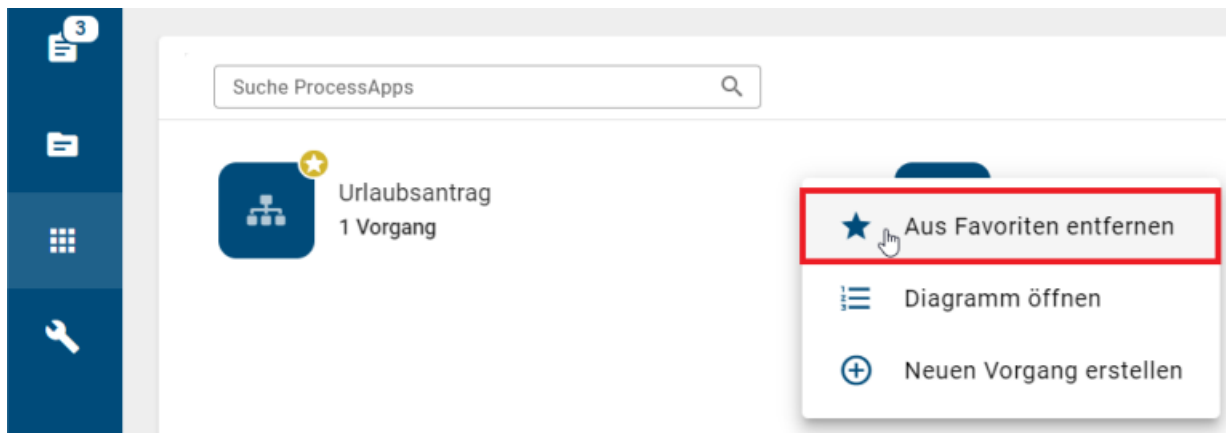 3
Suche ProcessApps
Urlaubsantrag
1 Vorgang
Aus Favoriten entfernen
Diagramm öffnen
Neuen Vorgang erstellen